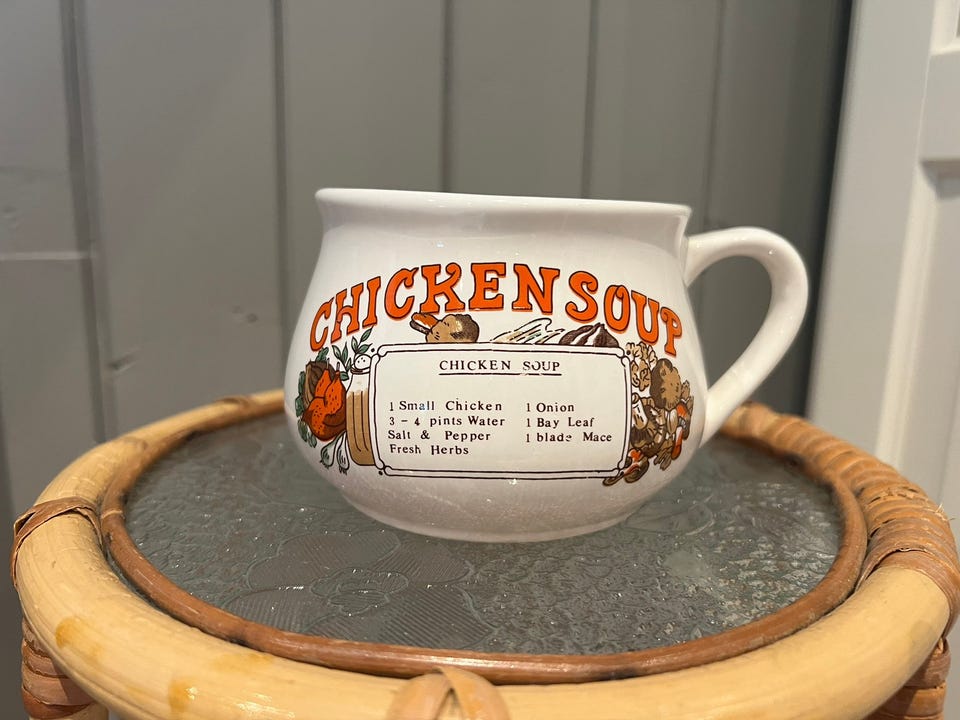 CHICKEN SOUP
CHICKEN SOUP
1 Small Chicken
3 - 4 pints Water
Salt & Pepper
Fresh Herbs
1 Onion
1 Bay Leaf
1 blade Mace